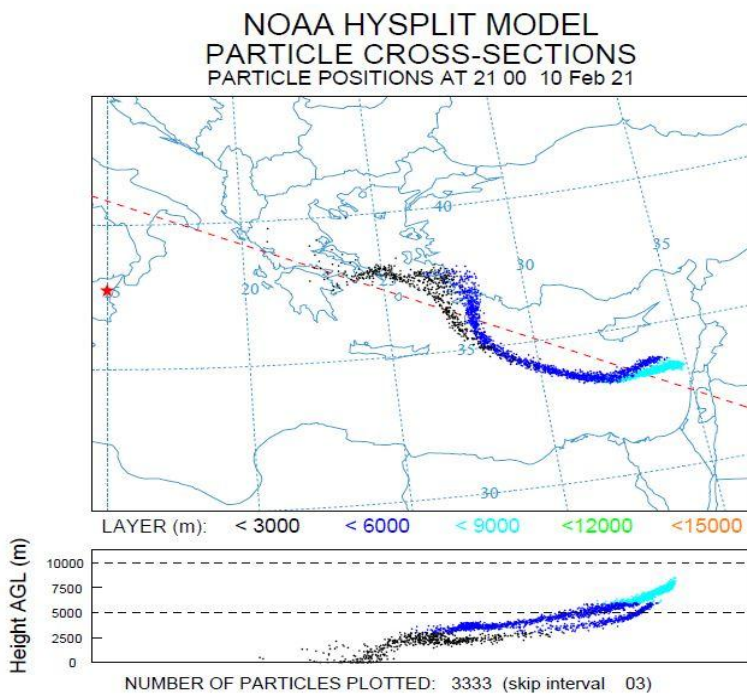 NOAA HYSPLIT MODEL
PARTICLE CROSS-SECTIONS
PARTICLE POSITIONS AT 21 00 10 Feb 21
40
35
30
20
25
15
35
30
LAYER (m): < 3000 < 6000 < 9000 <12000 <15000
Height AGL (m)
10000
7500
5000
2500
0
NUMBER OF PARTICLES PLOTTED: 3333 (skip interval 03)